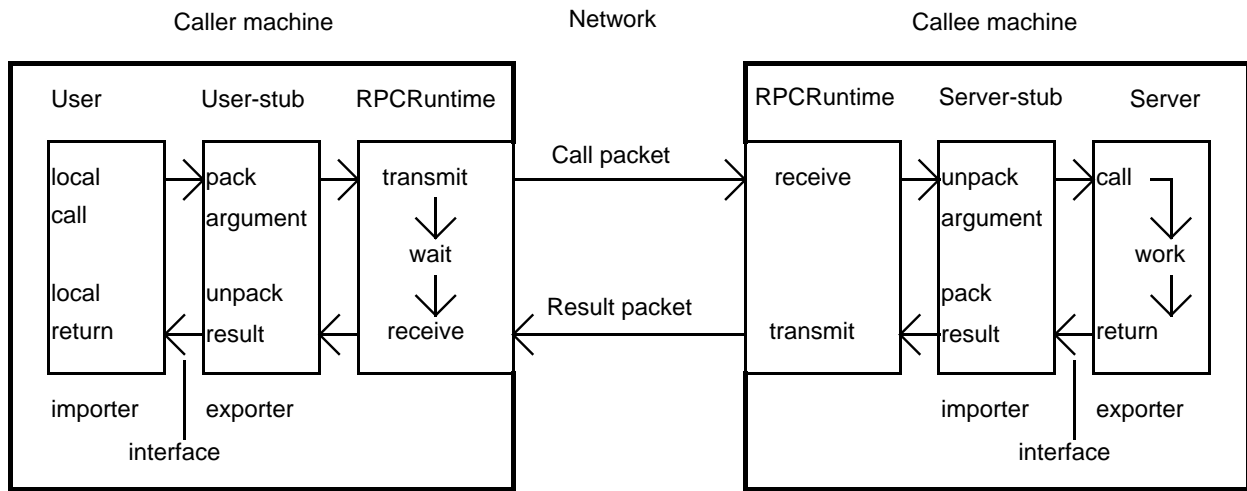 Caller machine
Network
Callee machine
User
User-stub
RPCRuntime
RPCRuntime
Server-stub
Server
Call packet
local
call
pack
argument
transmit
wait
receive
unpack
argument
call
work
local
return
unpack
result
receive
Result packet
transmit
pack
result
return
importer
exporter
interface
importer
exporter
interface